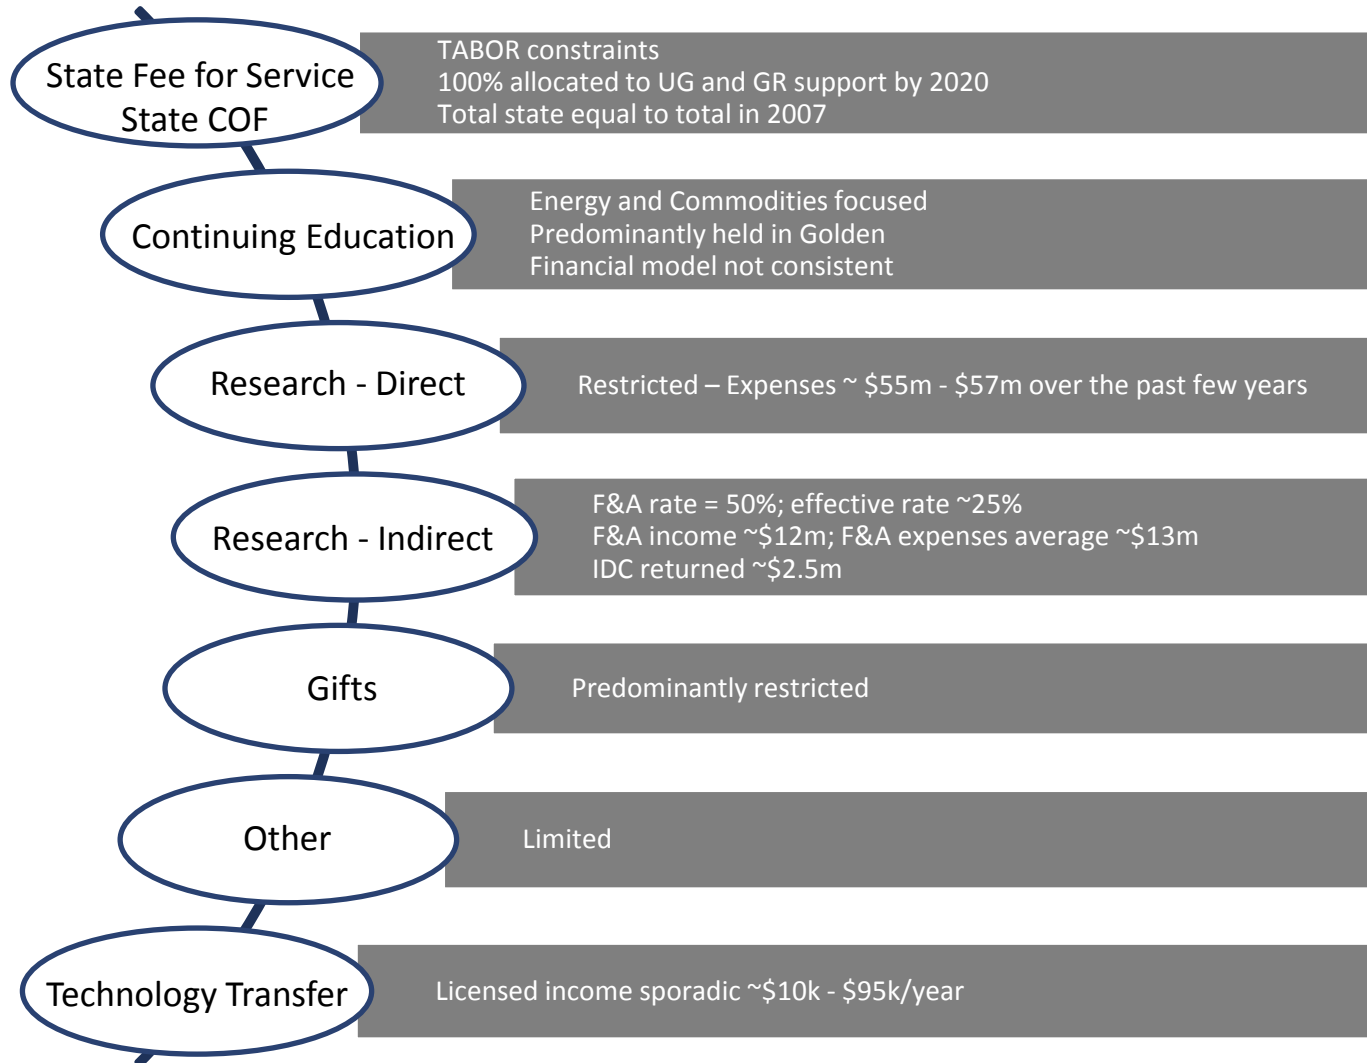 State Fee for Service
State COF
TABOR constraints
100% allocated to UG and GR support by 2020
Total state equal to total in 2007
Continuing Education
Energy and Commodities focused
Predominantly held in Golden
Financial model not consistent
Research - Direct
Restricted – Expenses ~ $55m - $57m over the past few years
Research - Indirect
F&A rate = 50%; effective rate ~25%
F&A income ~$12m; F&A expenses average ~$13m
IDC returned ~$2.5m
Gifts
Predominantly restricted
Other
Limited
Technology Transfer
Licensed income sporadic ~$10k - $95k/year